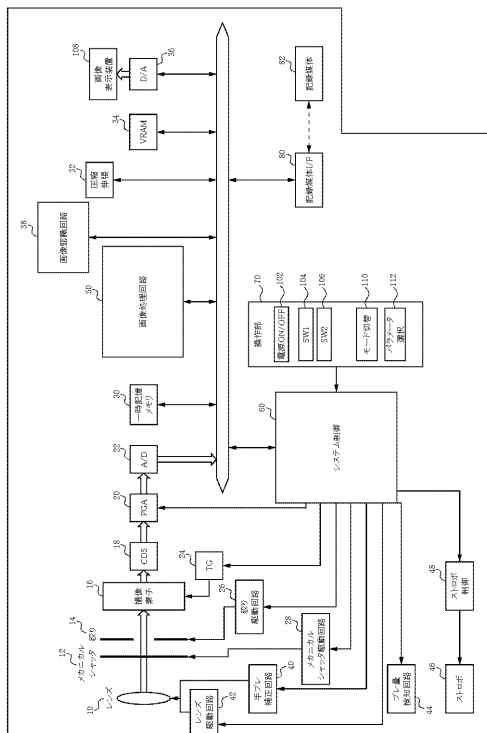 レンズ
10
メカニカル
シャッタ
12
絞り
14
撮像
素子
16
CDS
18
PGA
20
A/D
22
一時記憶
メモリ
30
画像処理回路
50
画像認識回路
38
圧縮
伸張
32
VRAM
34
D/A
36
画像
表示装置
108
TG
24
絞り
駆動回路
26
メカニカル
シャッタ駆動回路
28
手ブレ
補正回路
40
レンズ
駆動回路
42
システム制御
60
操作部
70
電源ON/OFF
102
SW1
104
SW2
106
モード切替
110
パラメータ
選択
112
記録媒体I/F
80
記録媒体
82
ブレ量
検知回路
44
ストロボ
46
ストロボ
制御
48